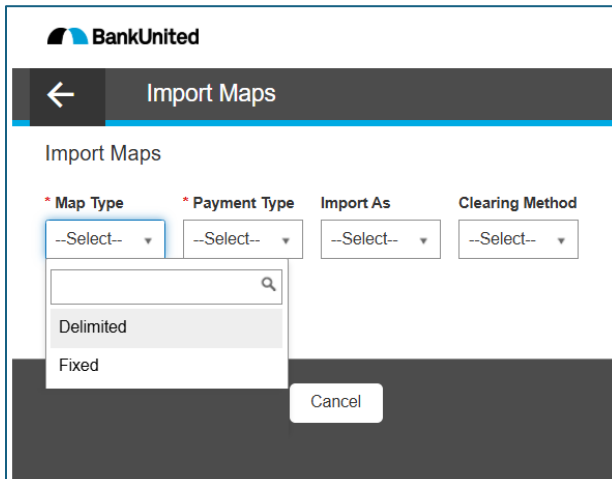 BankUnited
Import Maps
Import Maps
* Map Type * Payment Type Import As Clearing Method
--Select-- --Select-- --Select-- --Select--
Delimited
Fixed
Cancel